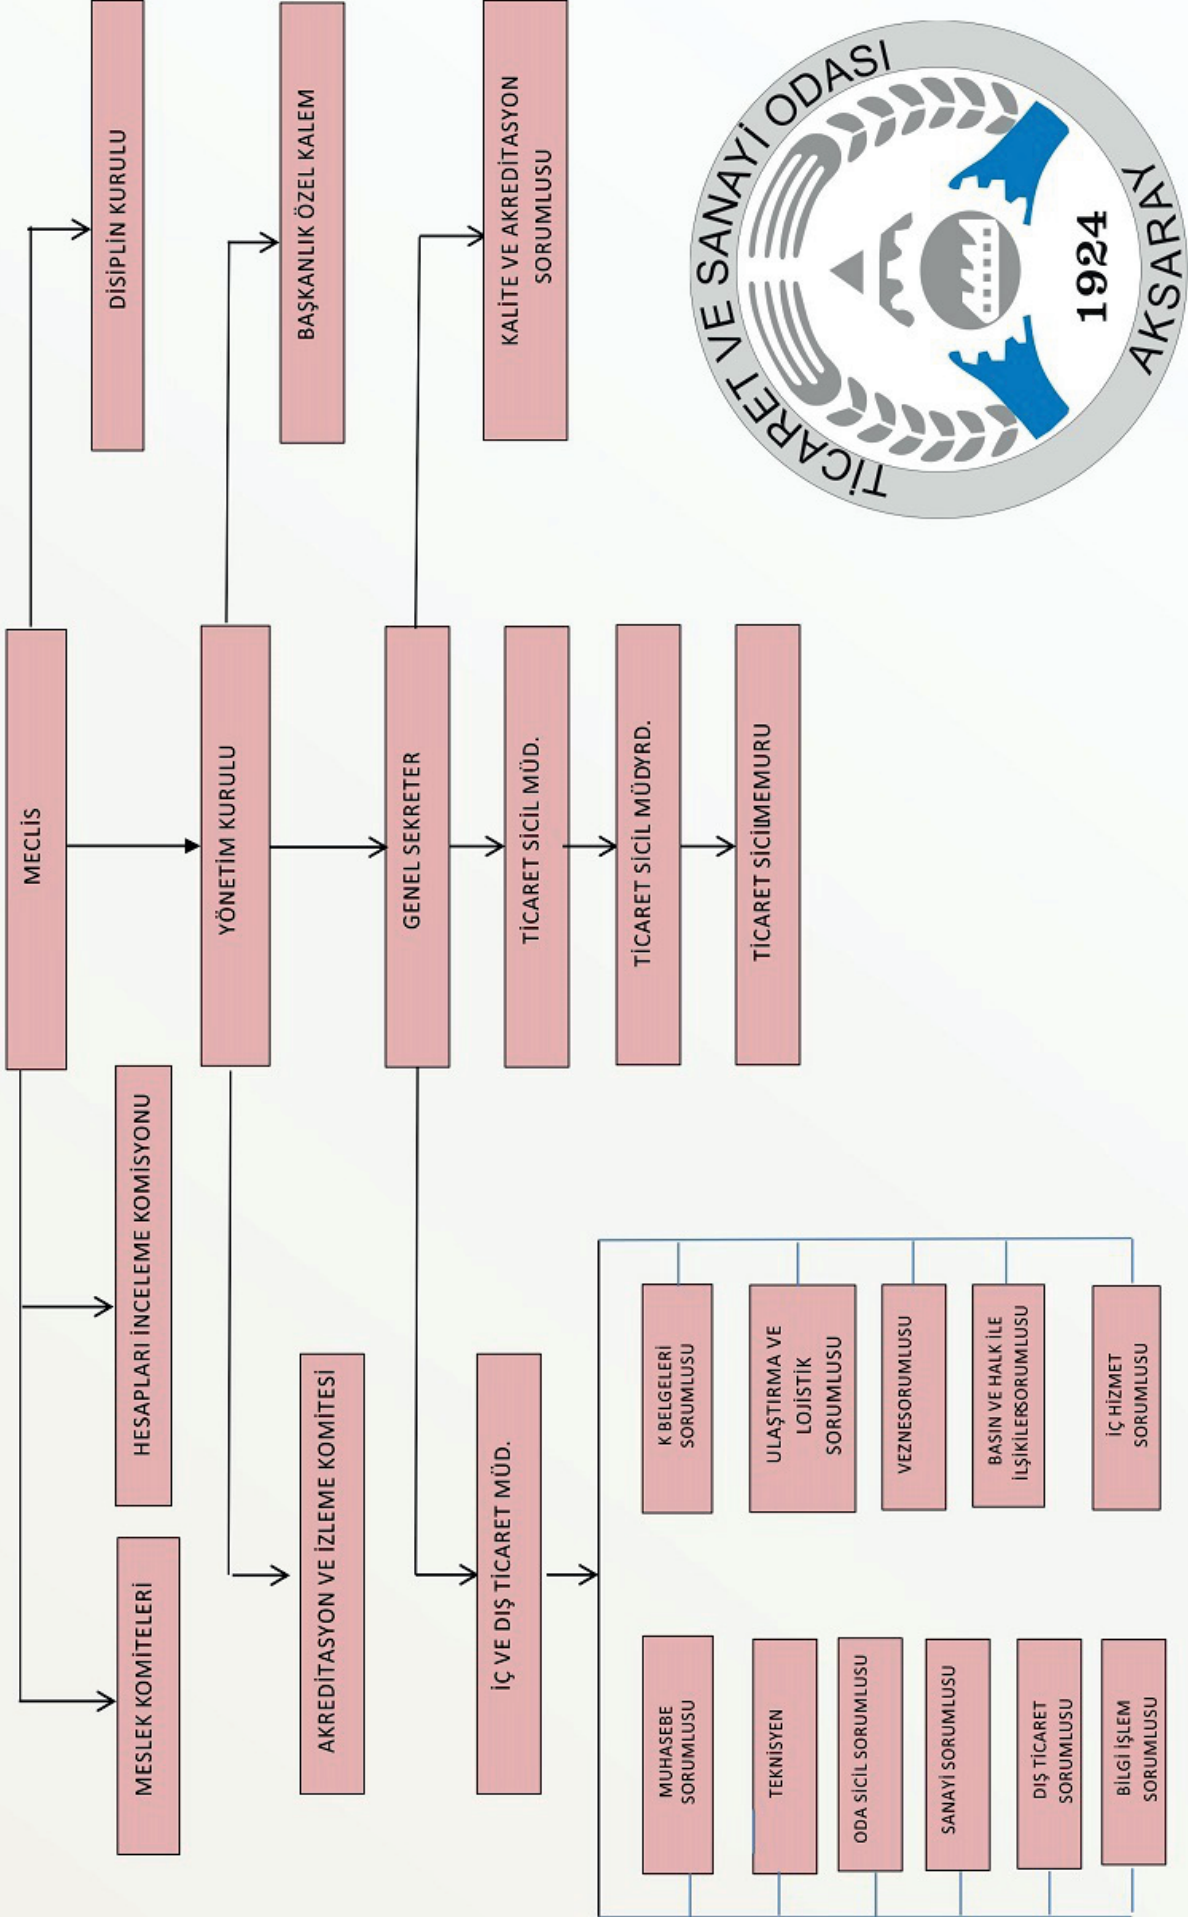 MECLİS
DİSİPLİN KURULU
HESAPLARI İNCELEME KOMİSYONU
MESLEK KOMİTELERİ
YÖNETİM KURULU
BAŞKANLIK ÖZEL KALEM
AKREDİTASYON VE İZLEME KOMİTESİ
GENEL SEKRETER
KALİTE VE AKREDİTASYON
SORUMLUSU
İÇ VE DIŞ TİCARET MÜD.
TİCARET SİCİL MÜD.
TİCARET SİCİL MÜDYRD.
TİCARET SİCİLMEMURU
MUHASEBE
SORUMLUSU
TEKNİSYEN
ODA SİCİL SORUMLUSU
SANAYİ SORUMLUSU
DIŞ TİCARET
SORUMLUSU
BİLGİ İŞLEM
SORUMLUSU
K BELGELERİ
SORUMLUSU
ULAŞTIRMA VE
LOJİSTİK
SORUMLUSU
VEZNESORUMLUSU
BASIN VE HALK İLE
İLŞİKİLERSORUMLUSU
İÇ HİZMET
SORUMLUSU
TİCARET VE SANAYİ ODASI
1924
AKSARAY